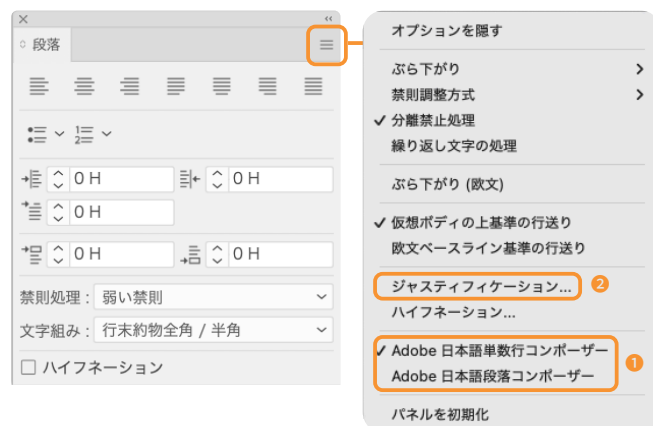 段落
0 H
0 H
0 H
0 H
0 H
禁則処理 : 弱い禁則
文字組み : 行末約物全角 / 半角
ハイフネーション
オプションを隠す
ぶら下がり
禁則調整方式
✓ 分離禁止処理
繰り返し文字の処理
ぶら下がり (欧文)
✓ 仮想ボディの上基準の行送り
欧文ベースライン基準の行送り
ジャスティフィケーション... 2
ハイフネーション...
✓ Adobe 日本語単数行コンポーザー
1
Adobe 日本語段落コンポーザー
パネルを初期化